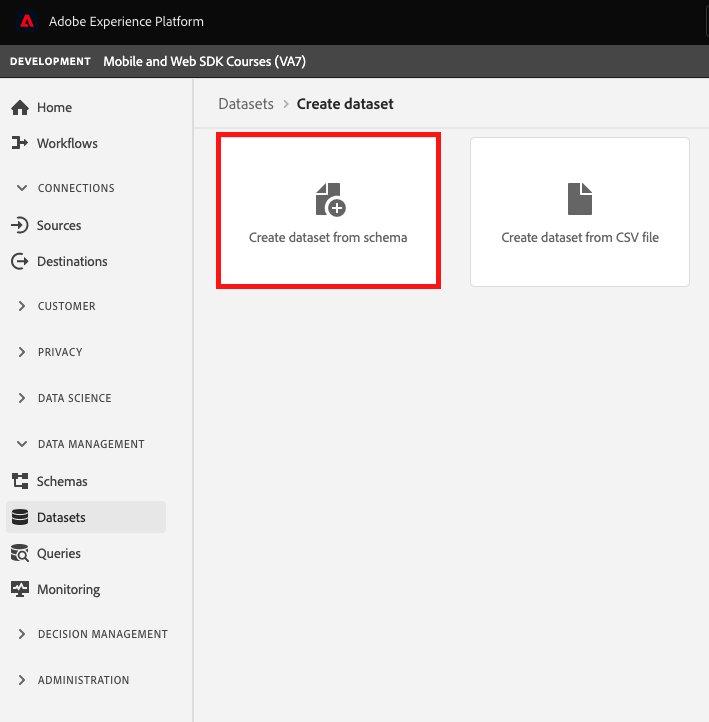 Adobe Experience Platform
DEVELOPMENT Mobile and Web SDK Courses (VA7)
Home
Workflows
CONNECTIONS
Sources
Destinations
CUSTOMER
PRIVACY
DATA SCIENCE
DATA MANAGEMENT
Schemas
Datasets
Queries
Monitoring
DECISION MANAGEMENT
ADMINISTRATION
Datasets > Create dataset
Create dataset from schema
Create dataset from CSV file